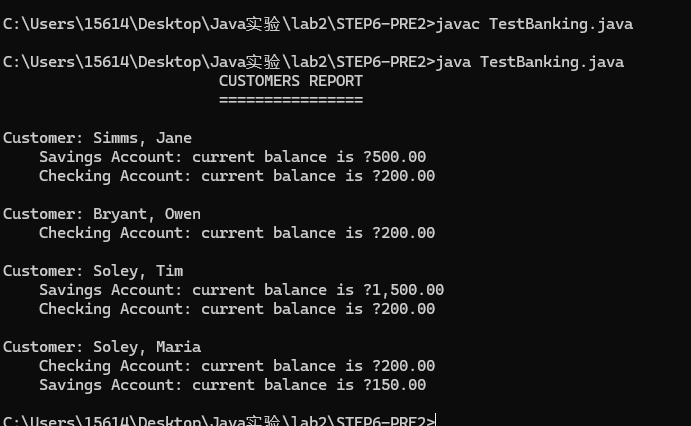 C:\Users\15614\Desktop\Java实验\lab2\STEP6-PRE2>javac TestBanking.java
C:\Users\15614\Desktop\Java实验\lab2\STEP6-PRE2>java TestBanking.java
CUSTOMERS REPORT
================
Customer: Simms, Jane
Savings Account: current balance is ?500.00
Checking Account: current balance is ?200.00
Customer: Bryant, Owen
Checking Account: current balance is ?200.00
Customer: Soley, Tim
Savings Account: current balance is ?1,500.00
Checking Account: current balance is ?200.00
Customer: Soley, Maria
Checking Account: current balance is ?200.00
Savings Account: current balance is ?150.00
C:\Users\15614\Desktop\Java实验\lab2\STEP6-PRE2>